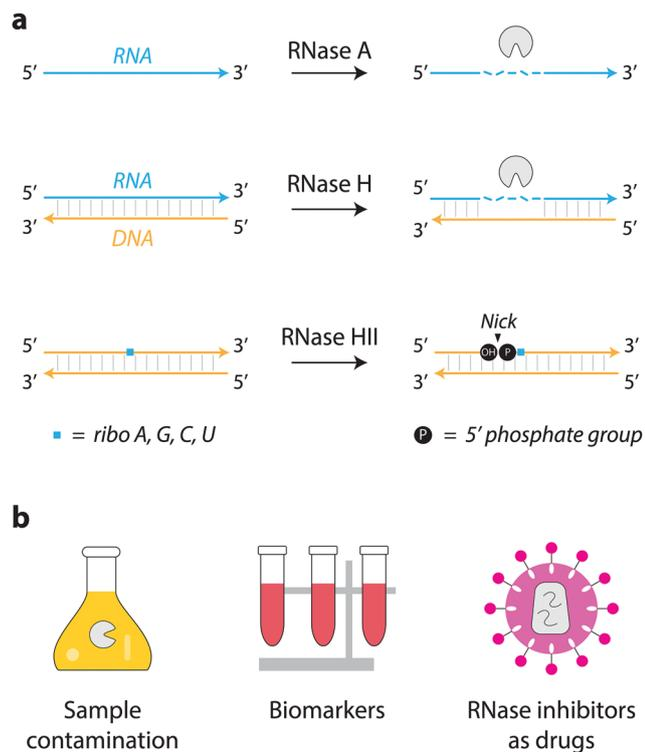 a
RNA
RNase A
5′ 3′ 5′ 3′
RNA
RNase H
5′ 3′ 5′ 3′
3′ 5′ 3′ 5′
DNA
RNase HII
Nick
5′ 3′ 5′ OH P 3′
3′ 5′ 3′ 5′
= ribo A, G, C, U
P = 5′ phosphate group
b
Sample
contamination
Biomarkers
RNase inhibitors
as drugs